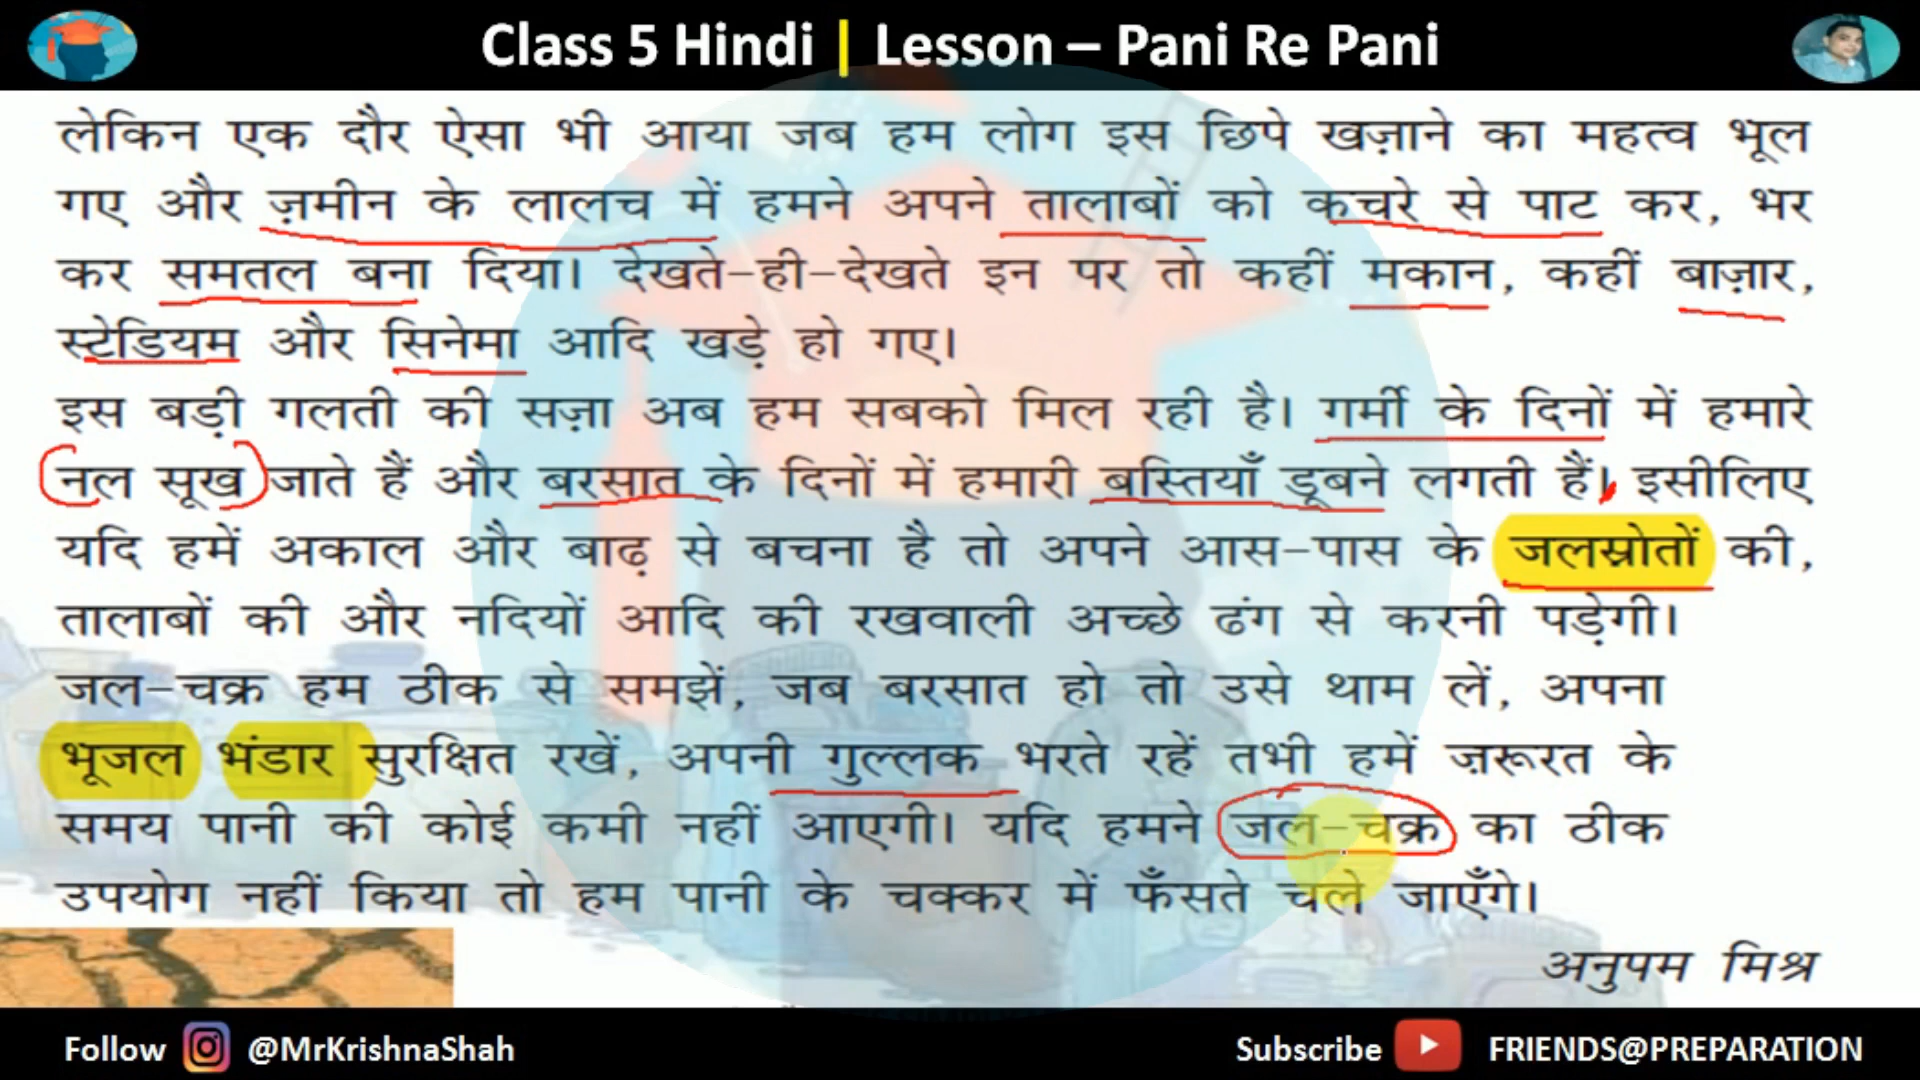 Class 5 Hindi | Lesson – Pani Re Pani
लेकिन एक दौर ऐसा भी आया जब हम लोग इस छिपे खज़ाने का महत्व भूल
गए और ज़मीन के लालच में हमने अपने तालाबों को कचरे से पाट कर, भर
कर समतल बना दिया। देखते-ही-देखते इन पर तो कहीं मकान, कहीं बाज़ार,
स्टेडियम और सिनेमा आदि खड़े हो गए।
इस बड़ी गलती की सज़ा अब हम सबको मिल रही है। गर्मी के दिनों में हमारे
नल सूख जाते हैं और बरसात के दिनों में हमारी बस्तियाँ डूबने लगती हैं। इसीलिए
यदि हमें अकाल और बाढ़ से बचना है तो अपने आस-पास के जलस्रोतों की,
तालाबों की और नदियों आदि की रखवाली अच्छे ढंग से करनी पड़ेगी।
जल-चक्र हम ठीक से समझें, जब बरसात हो तो उसे थाम लें, अपना
भूजल भंडार सुरक्षित रखें, अपनी गुल्लक भरते रहें तभी हमें ज़रूरत के
समय पानी की कोई कमी नहीं आएगी। यदि हमने जल-चक्र का ठीक
उपयोग नहीं किया तो हम पानी के चक्कर में फँसते चले जाएँगे।
अनुपम मिश्र
Follow @MrKrishnaShah
Subscribe FRIENDS@PREPARATION